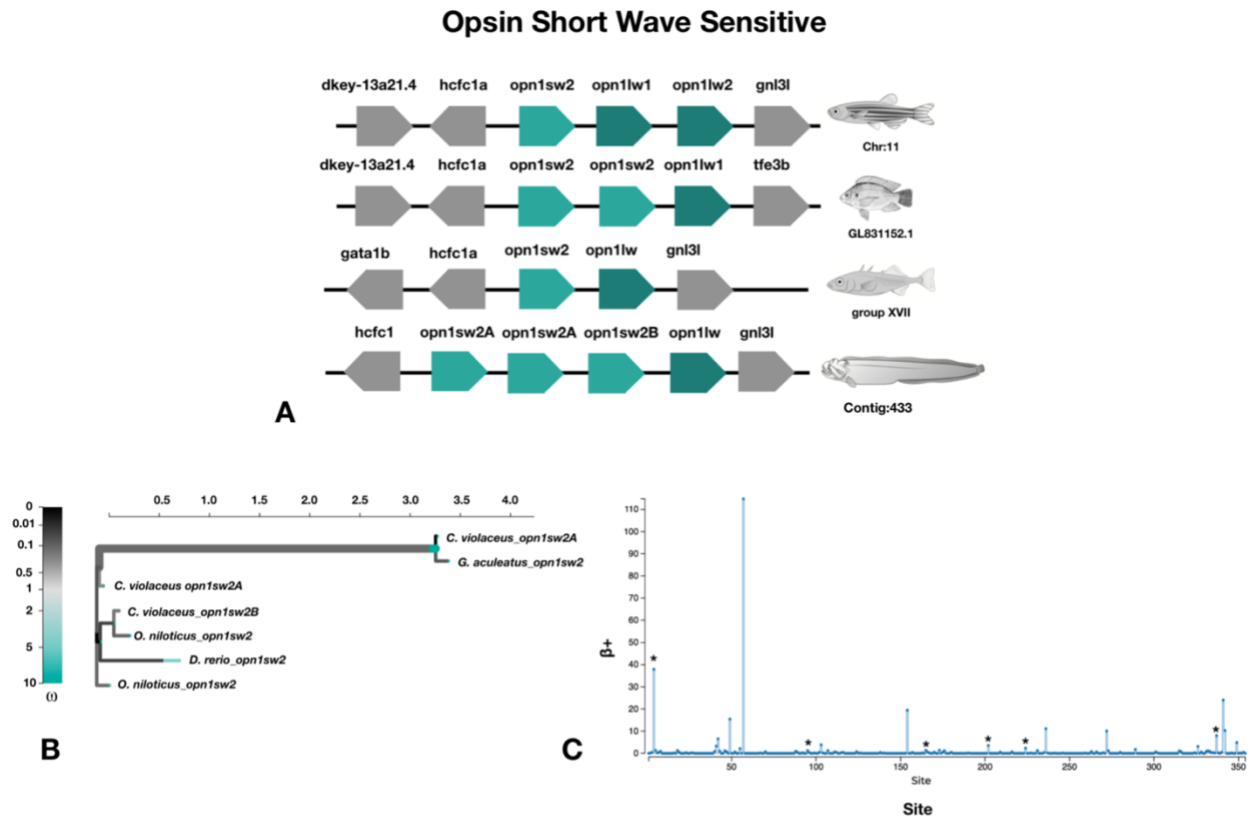 Opsin Short Wave Sensitive
dkey-13a21.4 hcfc1a opn1sw2 opn1lw1 opn1lw2 gnl3l
Chr:11
dkey-13a21.4 hcfc1a opn1sw2 opn1sw2 opn1lw1 tfe3b
GL831152.1
gata1b hcfc1a opn1sw2 opn1lw gnl3l
group XVII
hcfc1 opn1sw2A opn1sw2A opn1sw2B opn1lw gnl3l
Contig:433
A
0.5 1.0 1.5 2.0 2.5 3.0 3.5 4.0
0
0.01
0.1
0.5
1
2
5
10
ω
C. violaceus_opn1sw2A
G. aculeatus_opn1sw2
C. violaceus opn1sw2A
C. violaceus_opn1sw2B
O. niloticus_opn1sw2
D. rerio_opn1sw2
O. niloticus_opn1sw2
B
β+
110
100
90
80
70
60
50
40
30
20
10
0
* * * * * *
50 100 150 200 250 300 350
Site
Site
C